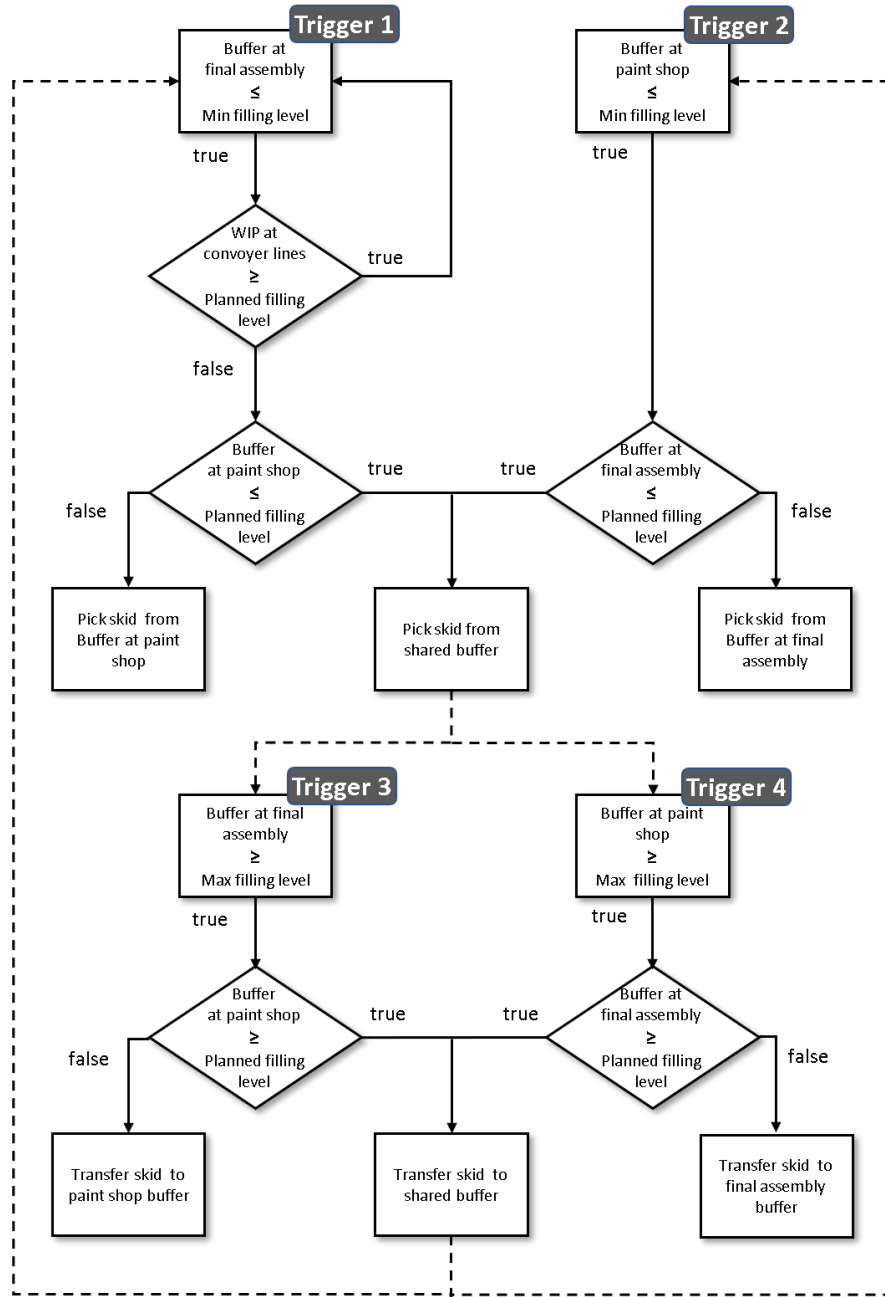 Trigger 1
Buffer at
final assembly
≤
Min filling level
Trigger 2
Buffer at
paint shop
≤
Min filling level
true
true
WIP at
convoyer lines
≥
Planned filling
level
true
false
Buffer
at paint shop
≤
Planned filling
level
true
true
Buffer at
final assembly
≤
Planned filling
level
false
false
Pick skid from
Buffer at paint
shop
Pick skid from
shared buffer
Pick skid from
Buffer at final
assembly
Trigger 3
Buffer at final
assembly
≥
Max filling level
Trigger 4
Buffer at paint
shop
≥
Max filling level
true
true
Buffer
at paint shop
≥
Planned filling
level
true
true
Buffer at
final assembly
≥
Planned filling
level
false
false
Transfer skid to
paint shop buffer
Transfer skid to
shared buffer
Transfer skid to
final assembly
buffer